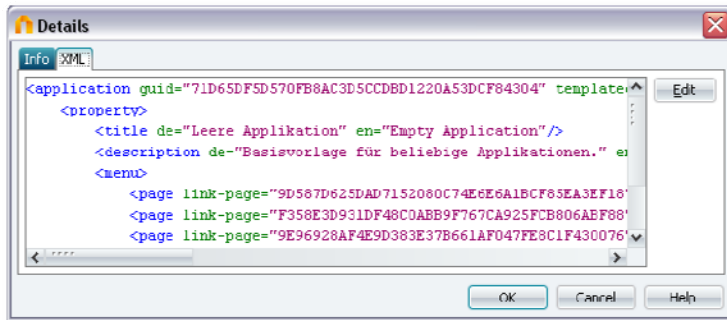 Details
Info XML
<application guid="71D65DF5D570FB8AC3D5CCDBD1220A53DCF84304" template
Edit
<property>
<title de="Leere Applikation" en="Empty Application"/>
<description de="Basisvorlage für beliebige Applikationen." en
<menu>
<page link-page="9D587D625DAD7152080C74E6E6A1BCF85EA3EF18"
<page link-page="F358E3D931DF48C0ABB9F767CA925FCB806ABF88"
<page link-page="9E96928AF4E9D383E37B661AF047FE8C1F430076"
OK Cancel Help